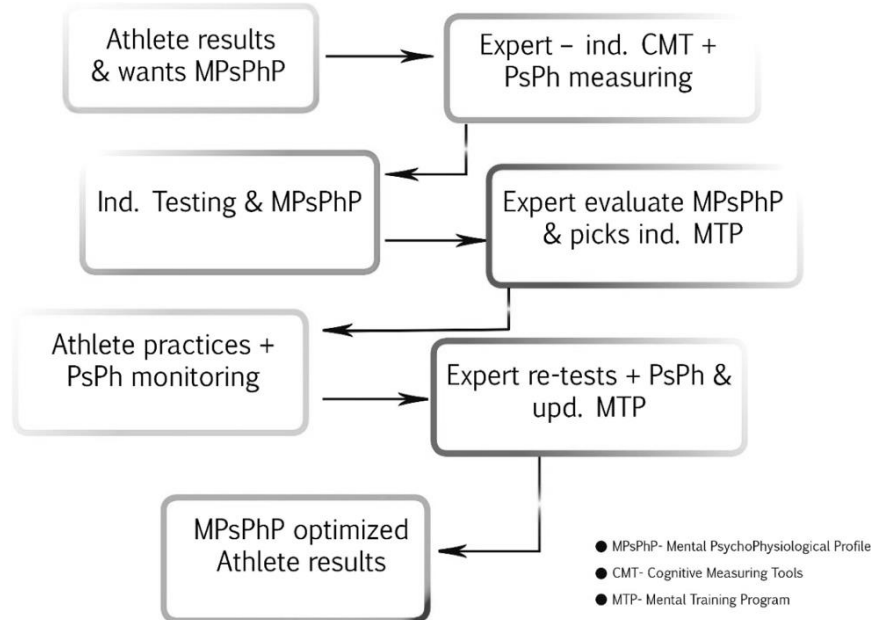 Athlete results
& wants MPsPhP
Expert – ind. CMT +
PsPh measuring
Ind. Testing & MPsPhP
Expert evaluate MPsPhP
& picks ind. MTP
Athlete practices +
PsPh monitoring
Expert re-tests + PsPh &
upd. MTP
MPsPhP optimized
Athlete results
● MPsPhP- Mental PsychoPhysiological Profile
● CMT- Cognitive Measuring Tools
● MTP- Mental Training Program